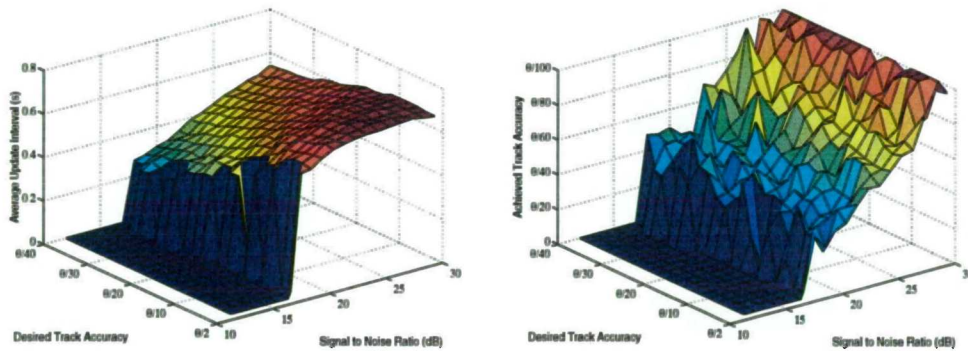 Average Update Interval (s)
0.8
0.6
0.4
0.2
0
θ/40
θ/30
θ/20
θ/10
θ/2
10
15
20
25
30
Desired Track Accuracy
Signal to Noise Ratio (dB)
Achieved Track Accuracy
θ/100
θ/80
θ/60
θ/40
θ/20
0
θ/40
θ/30
θ/20
θ/10
θ/2
10
15
20
25
Desired Track Accuracy
Signal to Noise Ratio (dB)